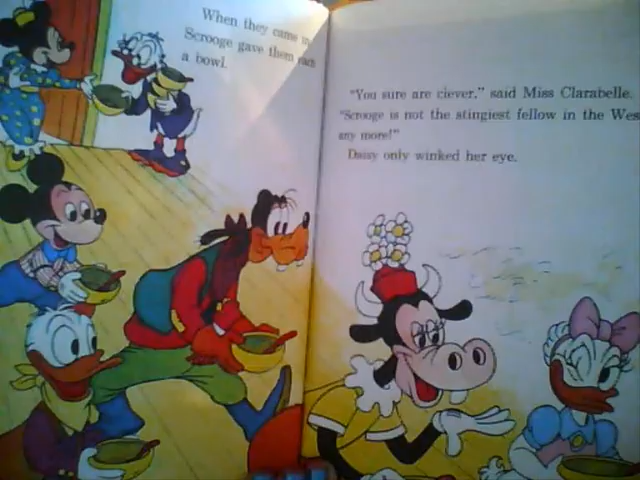 When they came in
Scrooge gave them each
a bowl.
"You sure are clever," said Miss Clarabelle.
"Scrooge is not the stingiest fellow in the Wes
any more!"
Daisy only winked her eye.